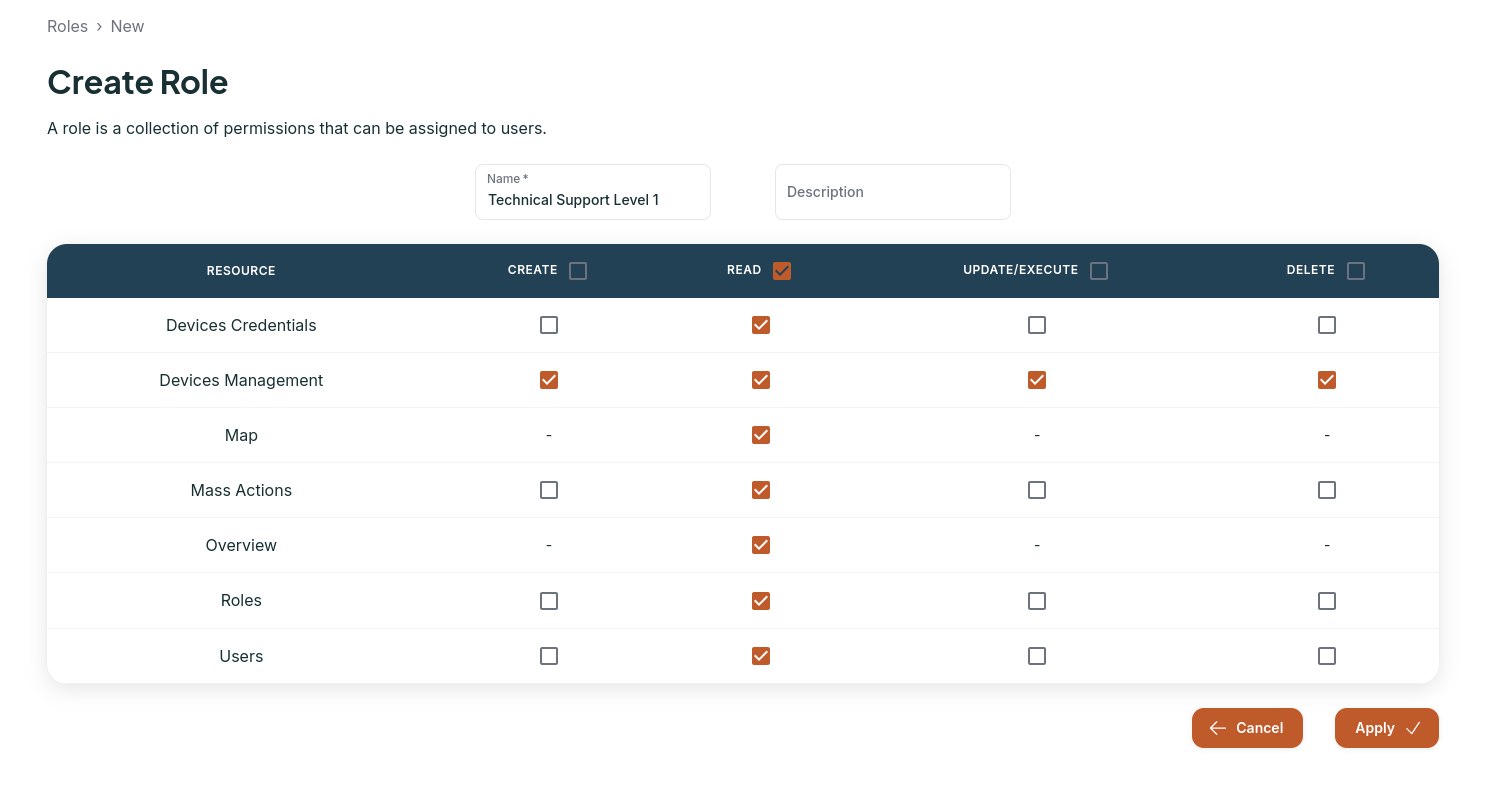 Roles › New
Create Role
A role is a collection of permissions that can be assigned to users.
Name *
Technical Support Level 1
Description
RESOURCE CREATE READ UPDATE/EXECUTE DELETE
Devices Credentials
Devices Management
Map - - -
Mass Actions
Overview - - -
Roles
Users
Cancel Apply